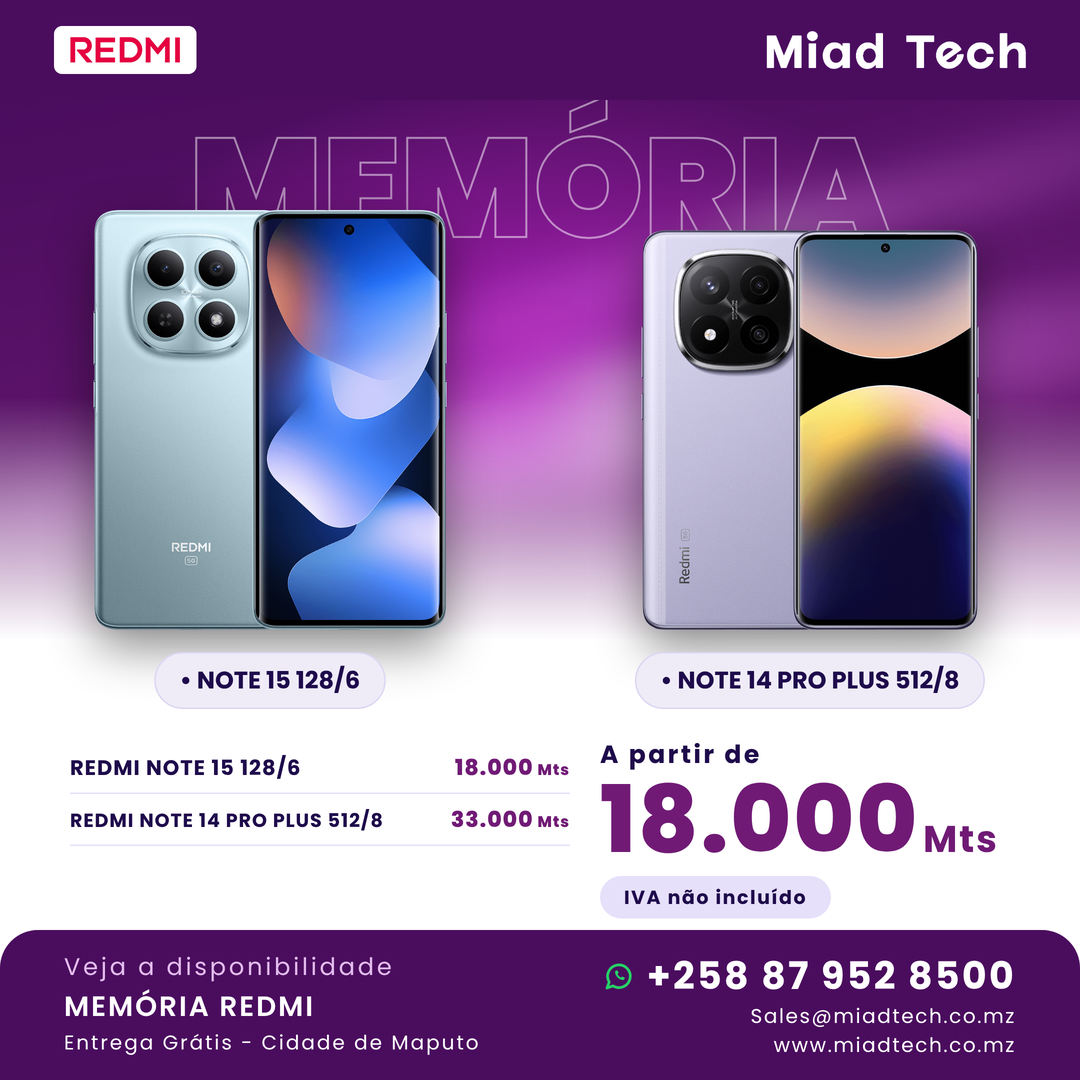 REDMI
Miad Tech
MEMÓRIA
REDMI
5G
Redmi 5G
• NOTE 15 128/6
• NOTE 14 PRO PLUS 512/8
REDMI NOTE 15 128/6 18.000 Mts
REDMI NOTE 14 PRO PLUS 512/8 33.000 Mts
A partir de
18.000 Mts
IVA não incluído
Veja a disponibilidade
MEMÓRIA REDMI
Entrega Grátis - Cidade de Maputo
+258 87 952 8500
Sales@miadtech.co.mz
www.miadtech.co.mz